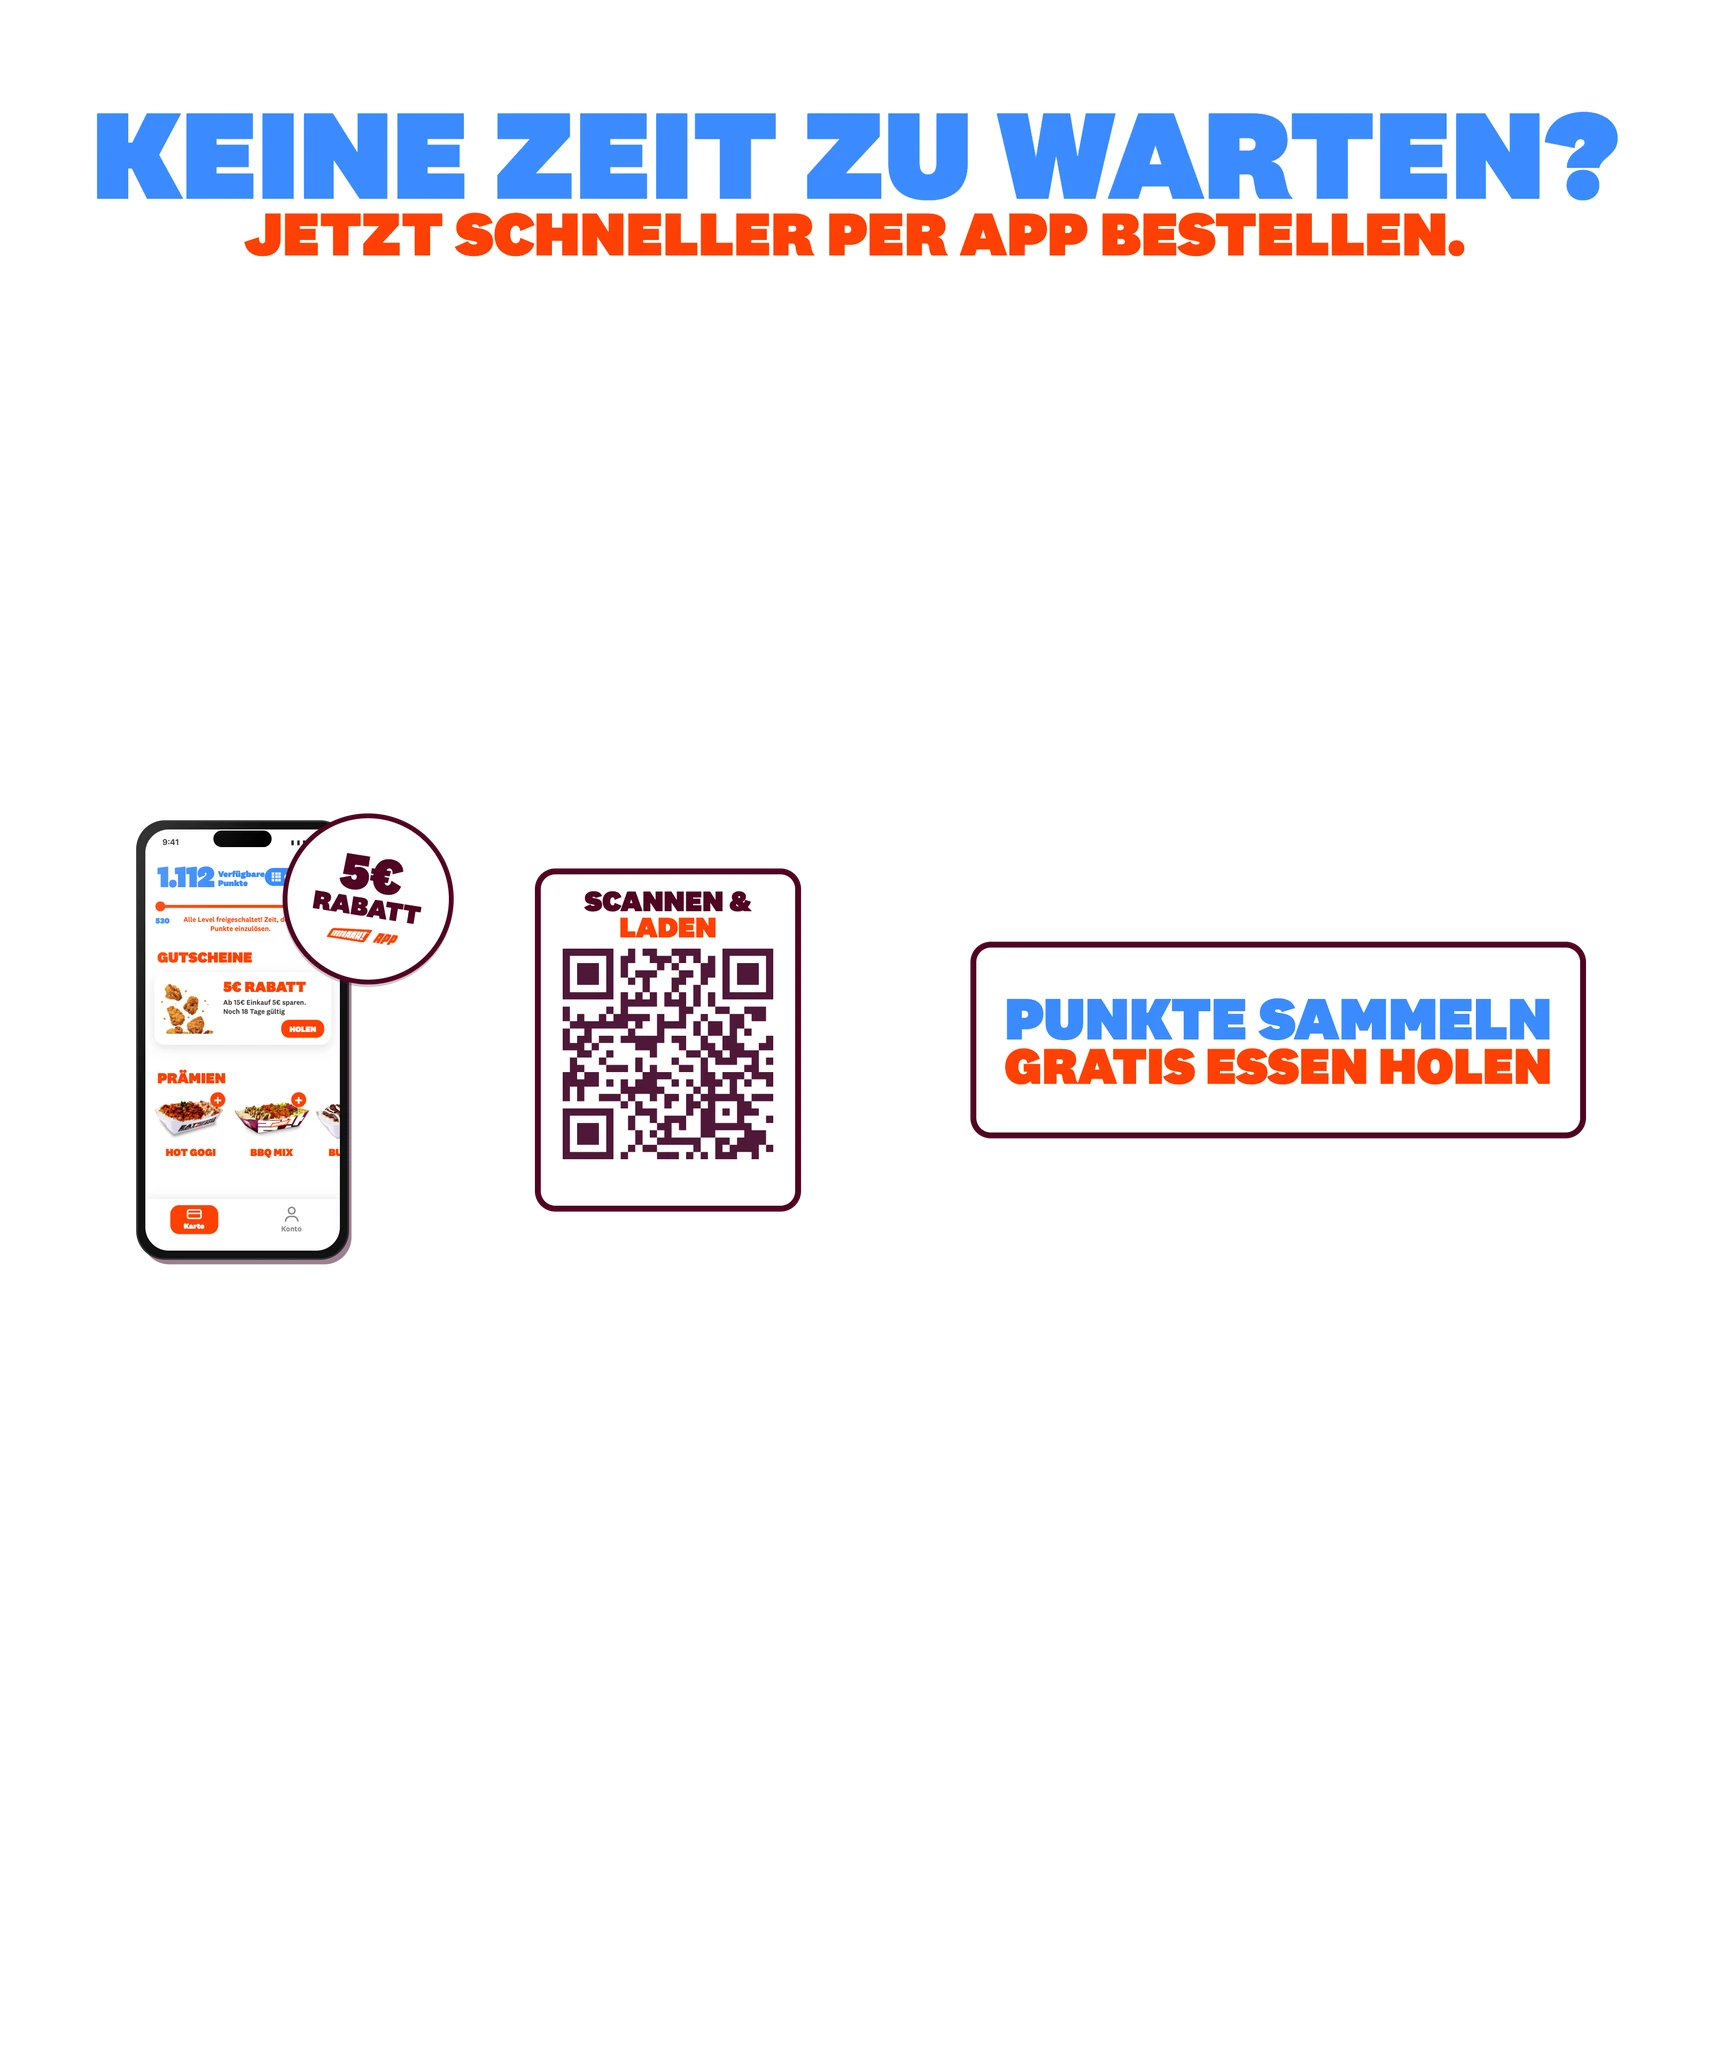 KEINE ZEIT ZU WARTEN?
JETZT SCHNELLER PER APP BESTELLEN.
9:41
1.112 Verfügbare
Punkte
530
Alle Level freigeschaltet! Zeit,
Punkte einzulösen.
5€
RABATT
APP
GUTSCHEINE
5€ RABATT
Ab 15€ Einkauf 5€ sparen.
Noch 18 Tage gültig
HOLEN
PRÄMIEN
HOT GOGI
BBQ MIX
BU
Karte
Konto
SCANNEN &
LADEN
PUNKTE SAMMELN
GRATIS ESSEN HOLEN